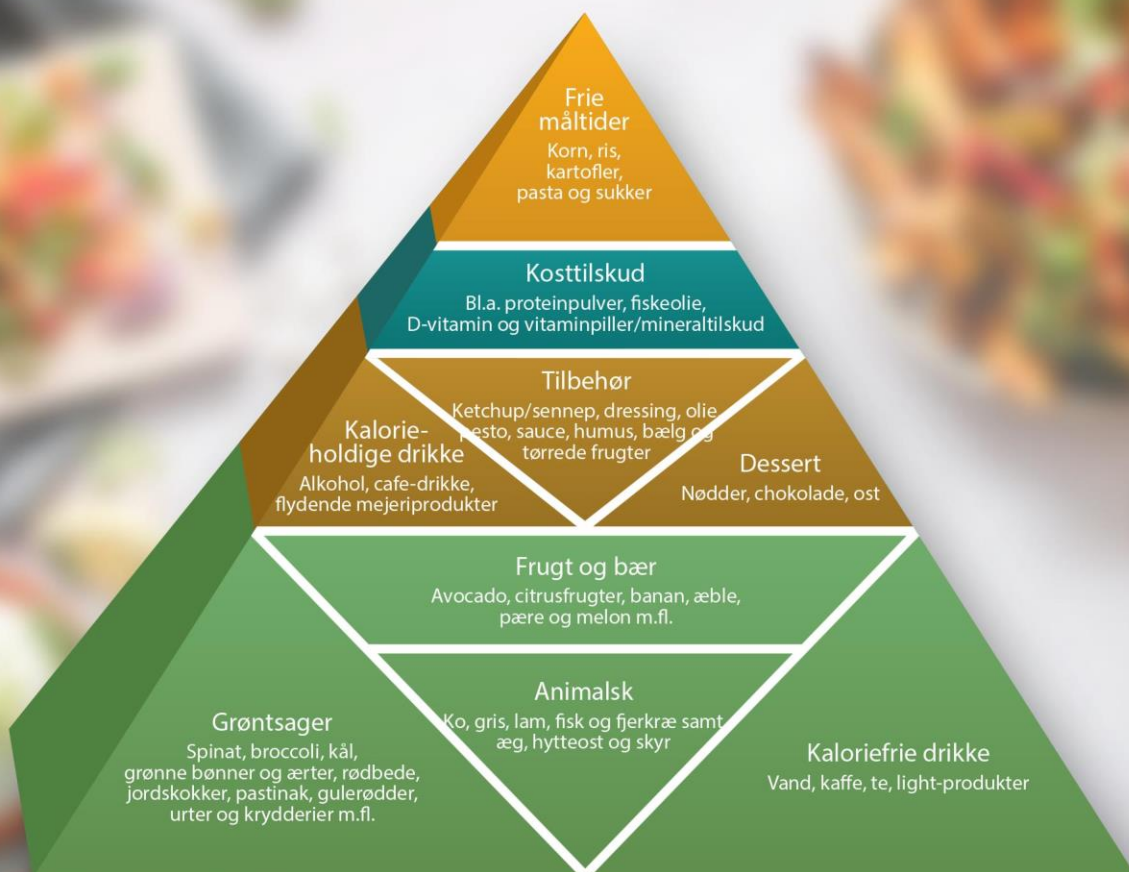 Frie
måltider
Korn, ris,
kartofler,
pasta og sukker
Kosttilskud
Bl.a. proteinpulver, fiskeolie,
D-vitamin og vitaminpiller/mineraltilskud
Tilbehør
Ketchup/sennep, dressing, olie
pesto, sauce, humus, bælg og
tørrede frugter
Kalorie-
holdige drikke
Alkohol, cafe-drikke,
flydende mejeriprodukter
Dessert
Nødder, chokolade, ost
Frugt og bær
Avocado, citrusfrugter, banan, æble,
pære og melon m.fl.
Animalsk
Ko, gris, lam, fisk og fjerkræ samt
æg, hytteost og skyr
Grøntsager
Spinat, broccoli, kål,
grønne bønner og ærter, rødbede,
jordskokker, pastinak, gulerødder,
urter og krydderier m.fl.
Kaloriefrie drikke
Vand, kaffe, te, light-produkter